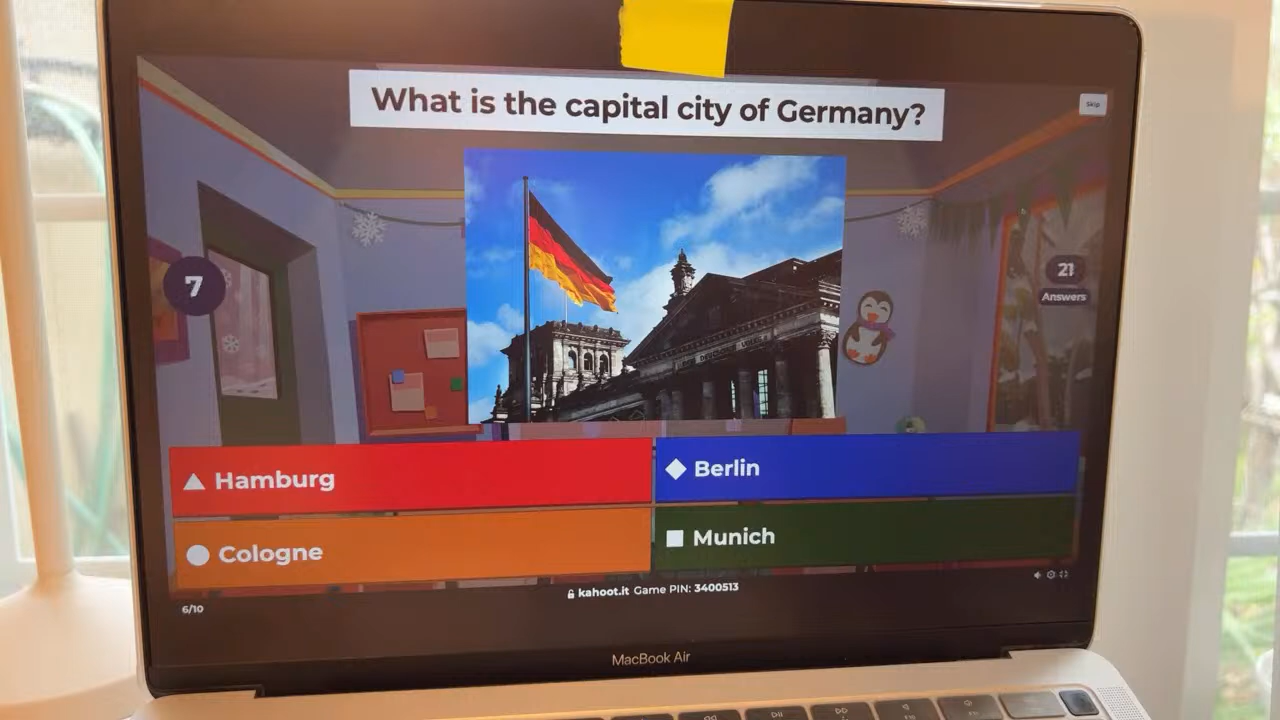 What is the capital city of Germany?
Skip
7
21
Answers
Hamburg
Berlin
Cologne
Munich
kahoot.it Game PIN: 3400513
6/10
MacBook Air